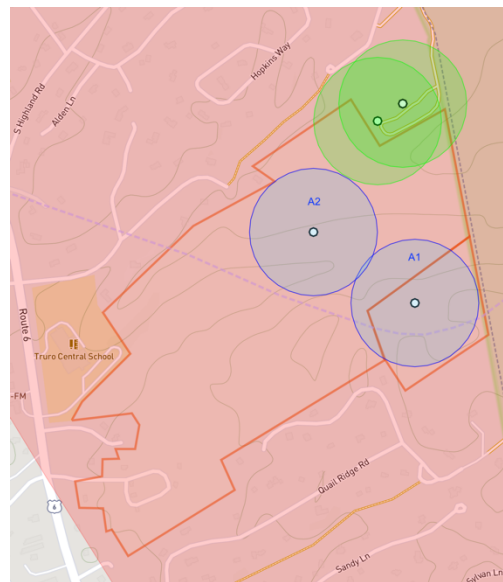 Hopkins Way
S Highland Rd
Alden Ln
A2
A1
Route 6
Truro Central School
-FM
6
Quail Ridge Rd
Sandy Ln
Sylvan Ln